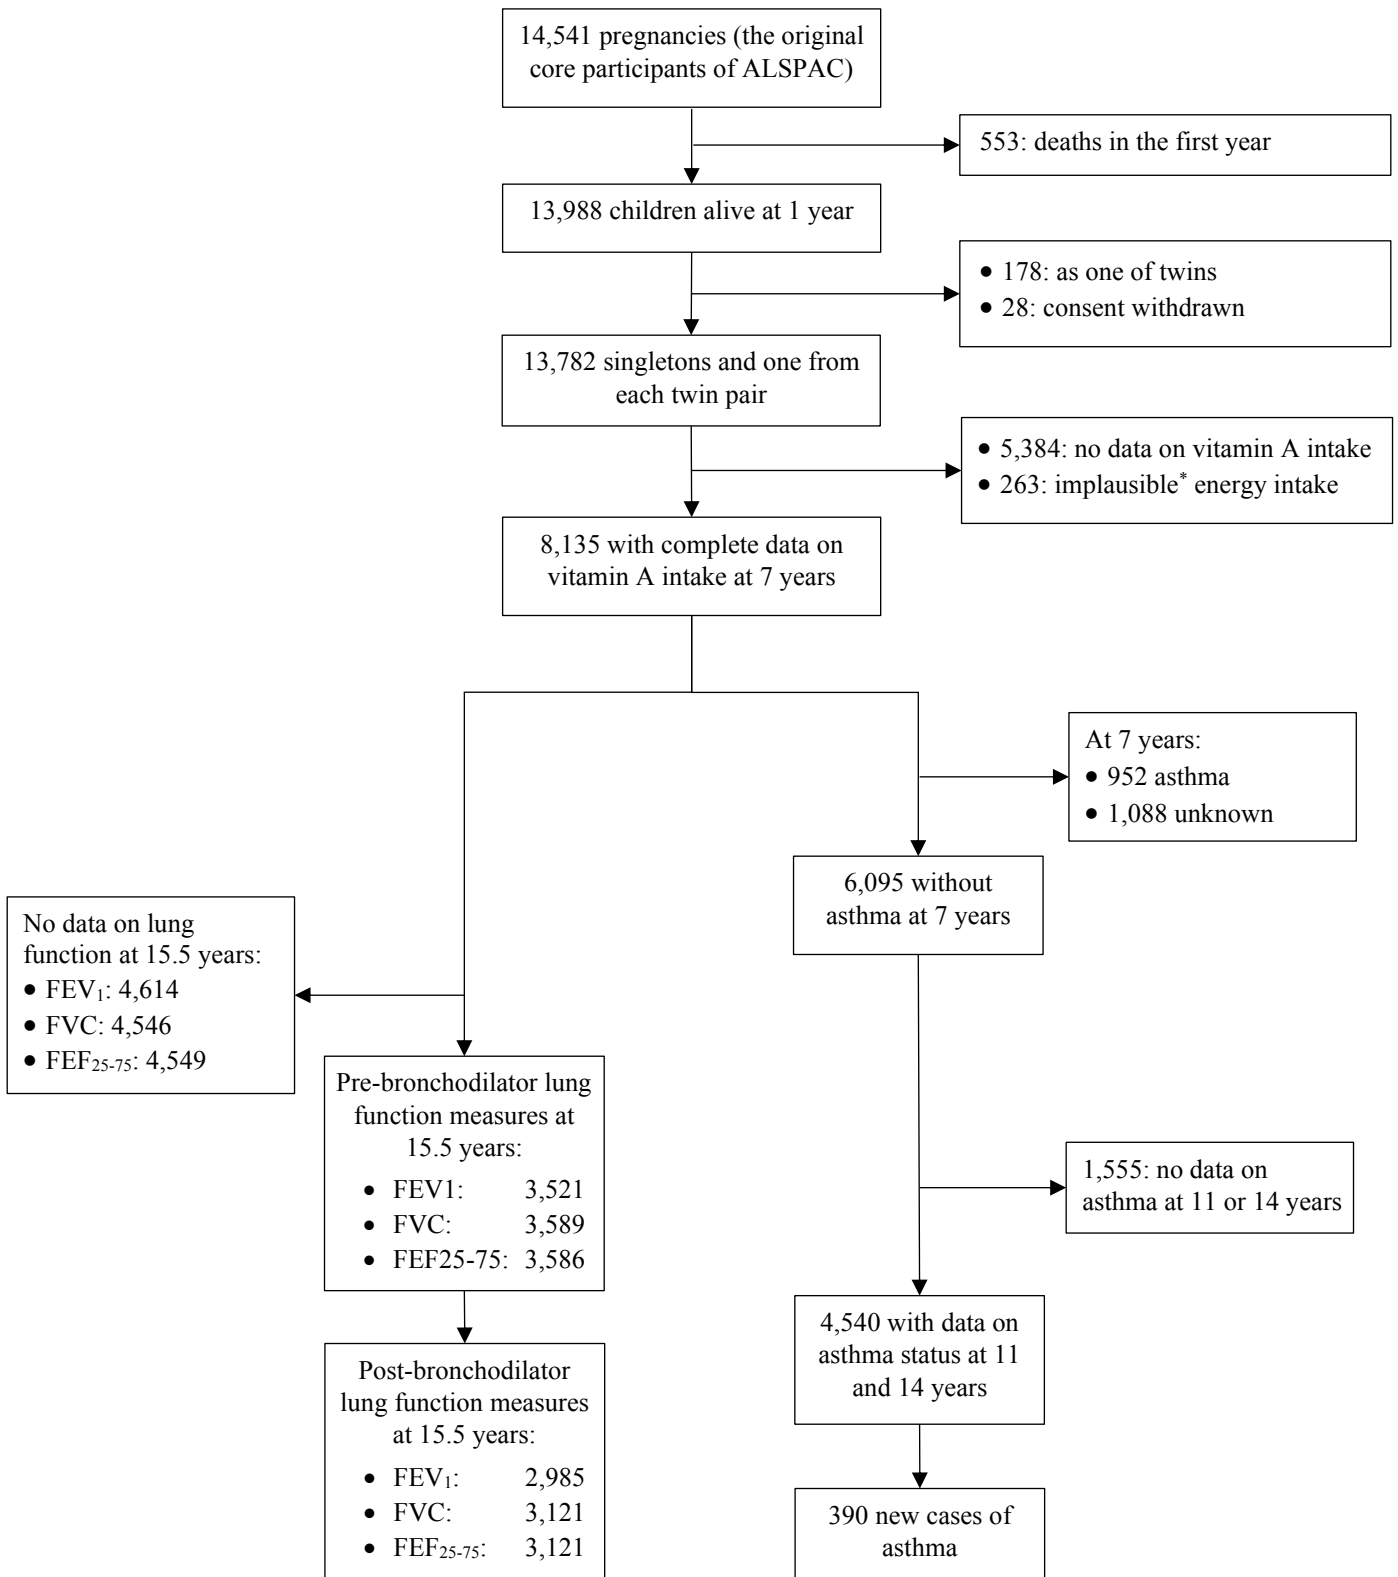 14,541 pregnancies (the original
core participants of ALSPAC)
553: deaths in the first year
13,988 children alive at 1 year
• 178: as one of twins
• 28: consent withdrawn
13,782 singletons and one from
each twin pair
• 5,384: no data on vitamin A intake
• 263: implausible* energy intake
8,135 with complete data on
vitamin A intake at 7 years
At 7 years:
• 952 asthma
• 1,088 unknown
6,095 without
asthma at 7 years
No data on lung
function at 15.5 years:
• FEV1: 4,614
• FVC: 4,546
• FEF25-75: 4,549
Pre-bronchodilator lung
function measures at
15.5 years:
• FEV1: 3,521
• FVC: 3,589
• FEF25-75: 3,586
1,555: no data on
asthma at 11 or 14 years
4,540 with data on
asthma status at 11
and 14 years
Post-bronchodilator
lung function measures
at 15.5 years:
• FEV1: 2,985
• FVC: 3,121
• FEF25-75: 3,121
390 new cases of
asthma